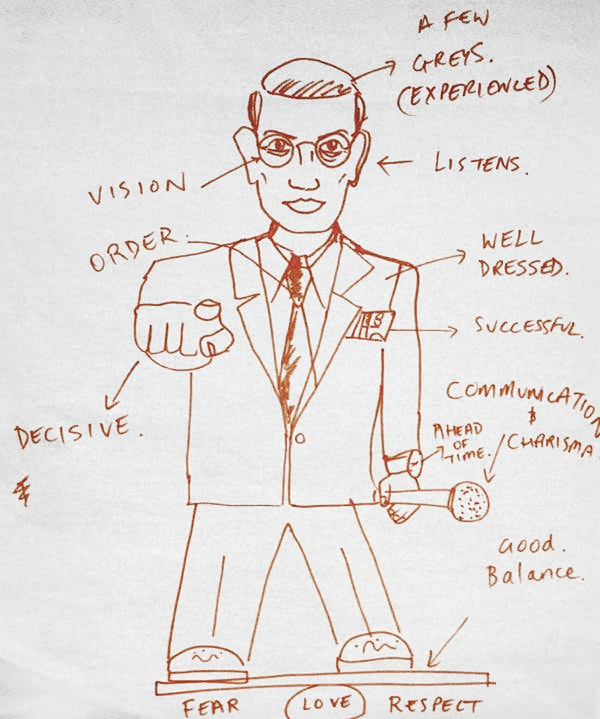 A FEW
GREYS.
(EXPERIENCED)
VISION
LISTENS.
ORDER.
WELL
DRESSED.
SUCCESSFUL.
DECISIVE.
COMMUNICATION
&
CHARISMA
AHEAD
OF
TIME.
Good.
Balance.
FEAR LOVE RESPECT